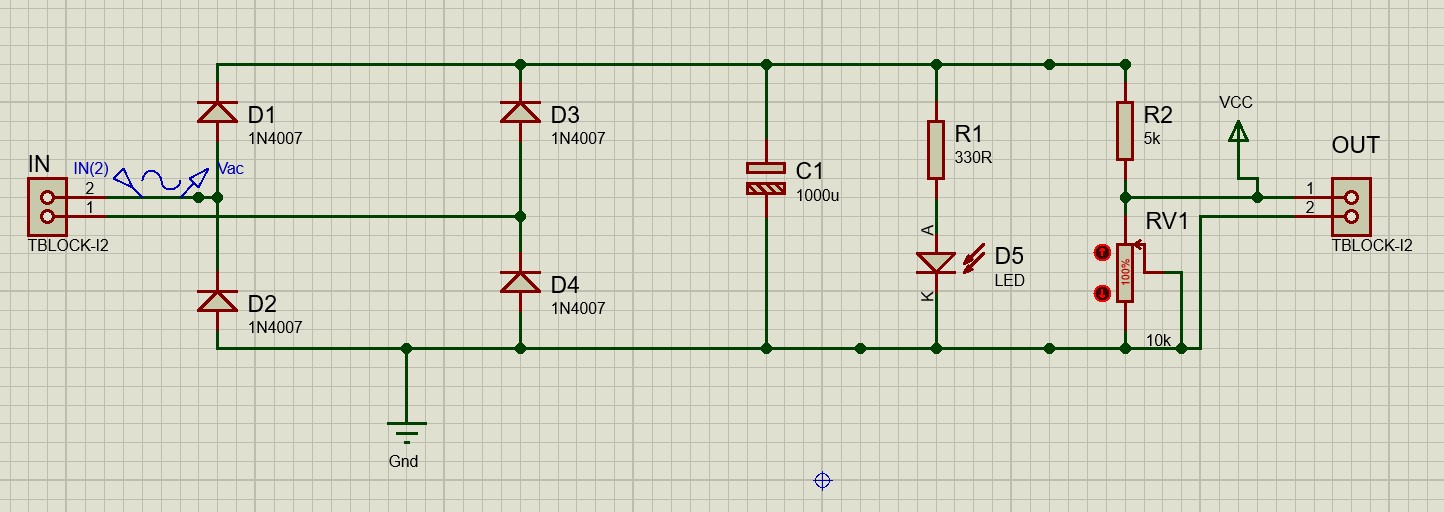 IN
IN(2)
Vac
2
1
TBLOCK-I2
D1
1N4007
D2
1N4007
D3
1N4007
D4
1N4007
Gnd
C1
1000u
R1
330R
A
K
D5
LED
R2
5k
RV1
100%
10k
VCC
OUT
1
2
TBLOCK-I2